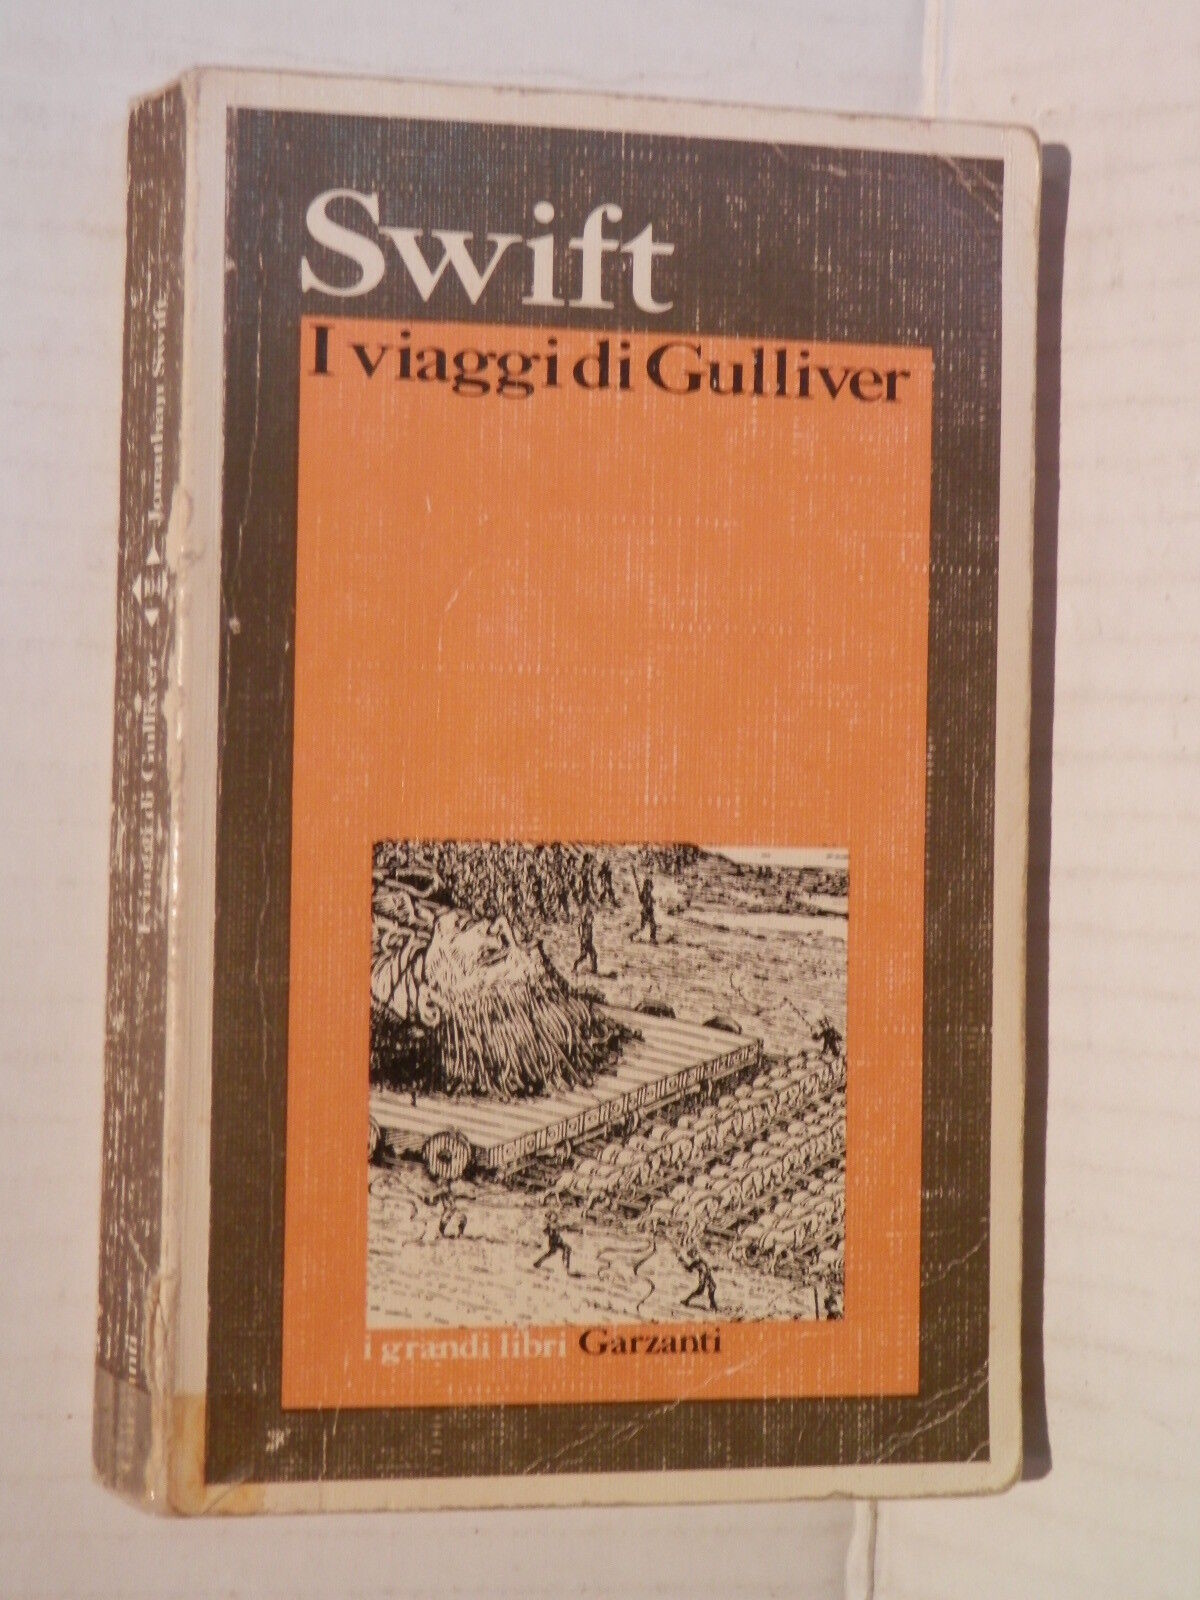 Swift
I viaggi di Gulliver
i grandi libri Garzanti
I viaggi di Gulliver Jonathan Swift